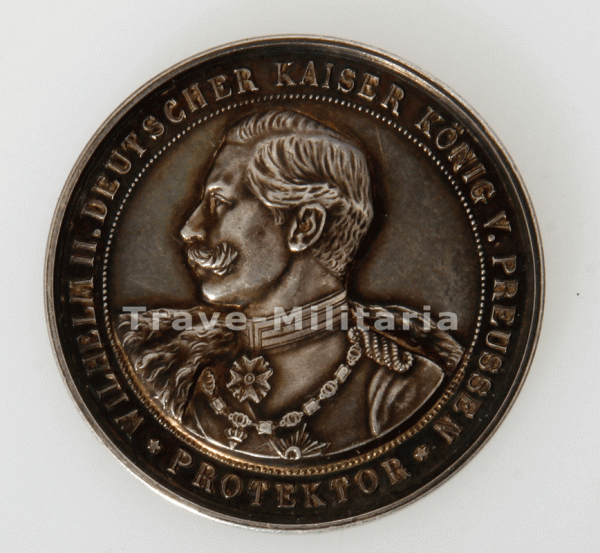 WILHELM II. DEUTSCHER KAISER KÖNIG V. PREUSSEN
* PROTEKTOR *
Trave-Militaria